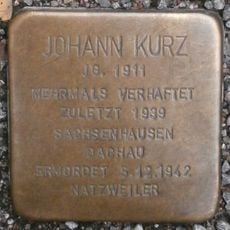 JOHANN KURZ
JG. 1911
MEHRMALS VERHAFTET
ZULETZT 1939
SACHSENHAUSEN
DACHAU
ERMORDET 5.12.1942
NATZWEILER